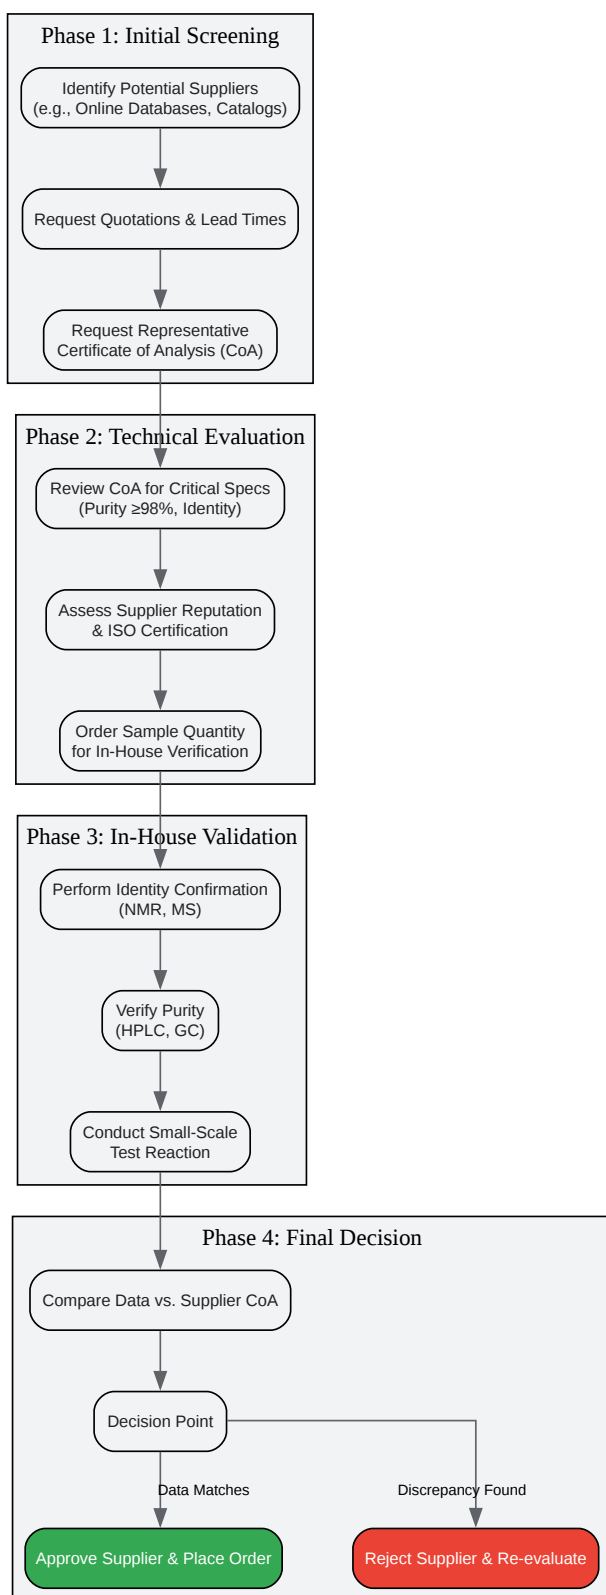 Phase 1: Initial Screening
Identify Potential Suppliers
(e.g., Online Databases, Catalogs)
Request Quotations & Lead Times
Request Representative
Certificate of Analysis (CoA)
Phase 2: Technical Evaluation
Review CoA for Critical Specs
(Purity ≥98%, Identity)
Assess Supplier Reputation
& ISO Certification
Order Sample Quantity
for In-House Verification
Phase 3: In-House Validation
Perform Identity Confirmation
(NMR, MS)
Verify Purity
(HPLC, GC)
Conduct Small-Scale
Test Reaction
Phase 4: Final Decision
Compare Data vs. Supplier CoA
Decision Point
Data Matches
Discrepancy Found
Approve Supplier & Place Order
Reject Supplier & Re-evaluate